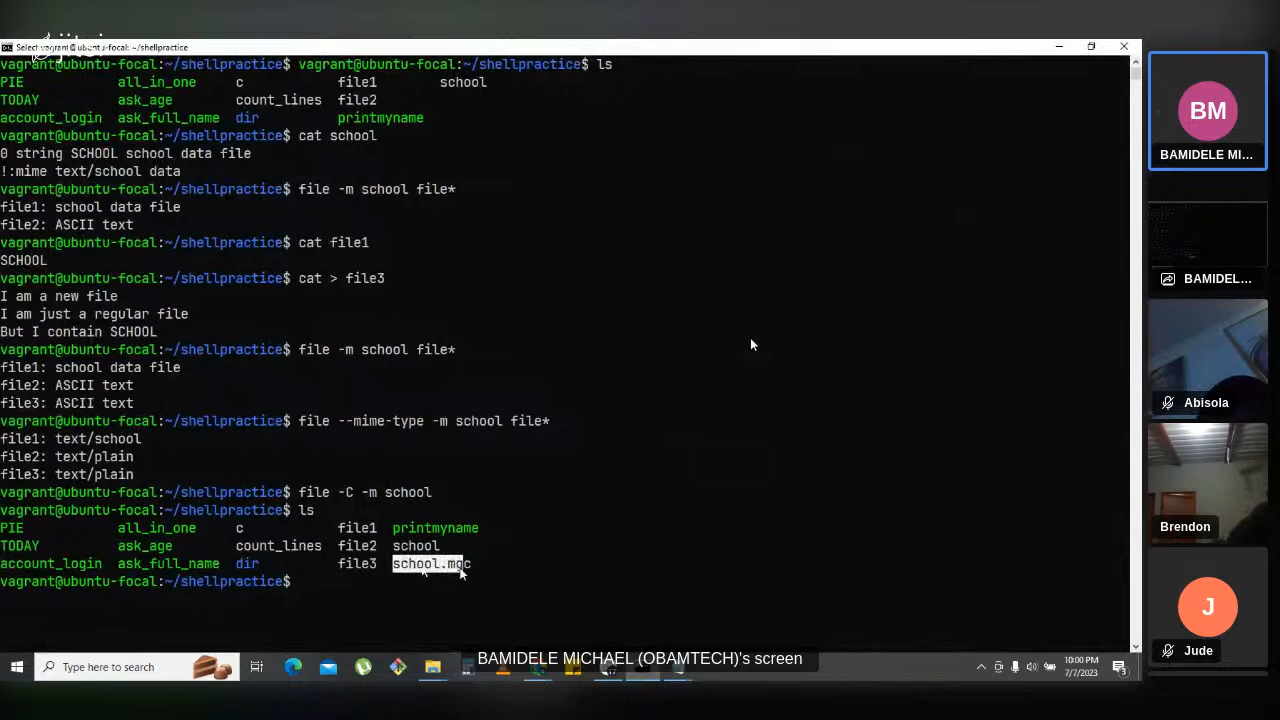 jitsi
Select vagrant@ubuntu-focal: ~/shellpractice
vagrant@ubuntu-focal:~/shellpractice$ vagrant@ubuntu-focal:~/shellpractice$ ls
PIE all_in_one c file1 school
TODAY ask_age count_lines file2
account_login ask_full_name dir printmyname
vagrant@ubuntu-focal:~/shellpractice$ cat school
0 string SCHOOL school data file
!:mime text/school data
vagrant@ubuntu-focal:~/shellpractice$ file -m school file*
file1: school data file
file2: ASCII text
vagrant@ubuntu-focal:~/shellpractice$ cat file1
SCHOOL
vagrant@ubuntu-focal:~/shellpractice$ cat > file3
I am a new file
I am just a regular file
But I contain SCHOOL
vagrant@ubuntu-focal:~/shellpractice$ file -m school file*
file1: school data file
file2: ASCII text
file3: ASCII text
vagrant@ubuntu-focal:~/shellpractice$ file --mime-type -m school file*
file1: text/school
file2: text/plain
file3: text/plain
vagrant@ubuntu-focal:~/shellpractice$ file -C -m school
vagrant@ubuntu-focal:~/shellpractice$ ls
PIE all_in_one c file1 printmyname
TODAY ask_age count_lines file2 school
account_login ask_full_name dir file3 school.mgc
vagrant@ubuntu-focal:~/shellpractice$
BM
BAMIDELE MI...
BAMIDEL...
Abisola
Brendon
J
Jude
Type here to search
BAMIDELE MICHAEL (OBAMTECH)'s screen
10:00 PM
7/7/2023
3